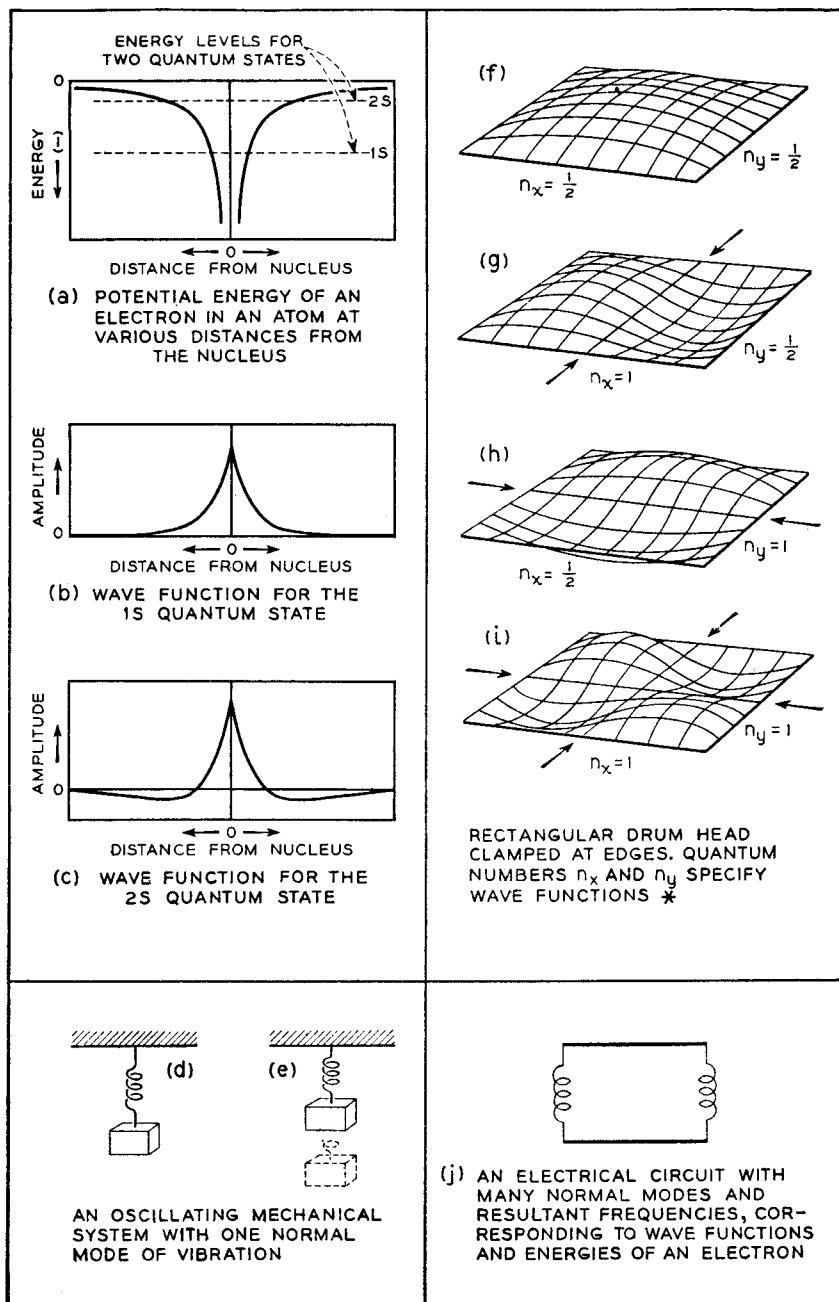 ENERGY LEVELS FOR
TWO QUANTUM STATES
0
2S
1S
ENERGY (-)
0
DISTANCE FROM NUCLEUS
(a) POTENTIAL ENERGY OF AN
ELECTRON IN AN ATOM AT
VARIOUS DISTANCES FROM
THE NUCLEUS
AMPLITUDE
0
0
DISTANCE FROM NUCLEUS
(b) WAVE FUNCTION FOR THE
1S QUANTUM STATE
AMPLITUDE
0
0
DISTANCE FROM NUCLEUS
(c) WAVE FUNCTION FOR THE
2S QUANTUM STATE
(f)
nx = 1/2
ny = 1/2
(g)
nx = 1
ny = 1/2
(h)
nx = 1/2
ny = 1
(i)
nx = 1
ny = 1
RECTANGULAR DRUM HEAD
CLAMPED AT EDGES. QUANTUM
NUMBERS nx AND ny SPECIFY
WAVE FUNCTIONS *
(d)
(e)
AN OSCILLATING MECHANICAL
SYSTEM WITH ONE NORMAL
MODE OF VIBRATION
(j) AN ELECTRICAL CIRCUIT WITH
MANY NORMAL MODES AND
RESULTANT FREQUENCIES, COR-
RESPONDING TO WAVE FUNCTIONS
AND ENERGIES OF AN ELECTRON